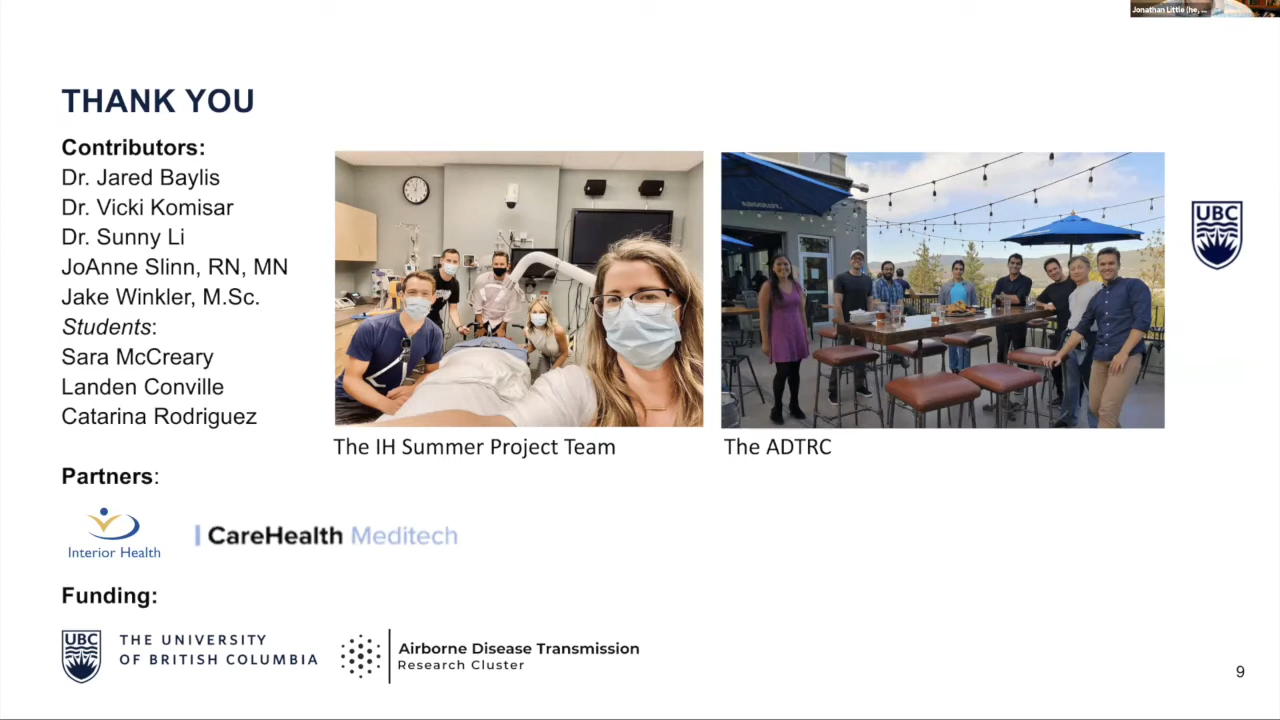 Jonathan Little (he, ...
THANK YOU
Contributors:
Dr. Jared Baylis
Dr. Vicki Komisar
Dr. Sunny Li
JoAnne Slinn, RN, MN
Jake Winkler, M.Sc.
Students:
Sara McCreary
Landen Conville
Catarina Rodriguez
ABSOLUT.
UBC
The IH Summer Project Team
The ADTRC
Partners:
Interior Health
CareHealth Meditech
Funding:
UBC
THE UNIVERSITY
OF BRITISH COLUMBIA
Airborne Disease Transmission
Research Cluster
9